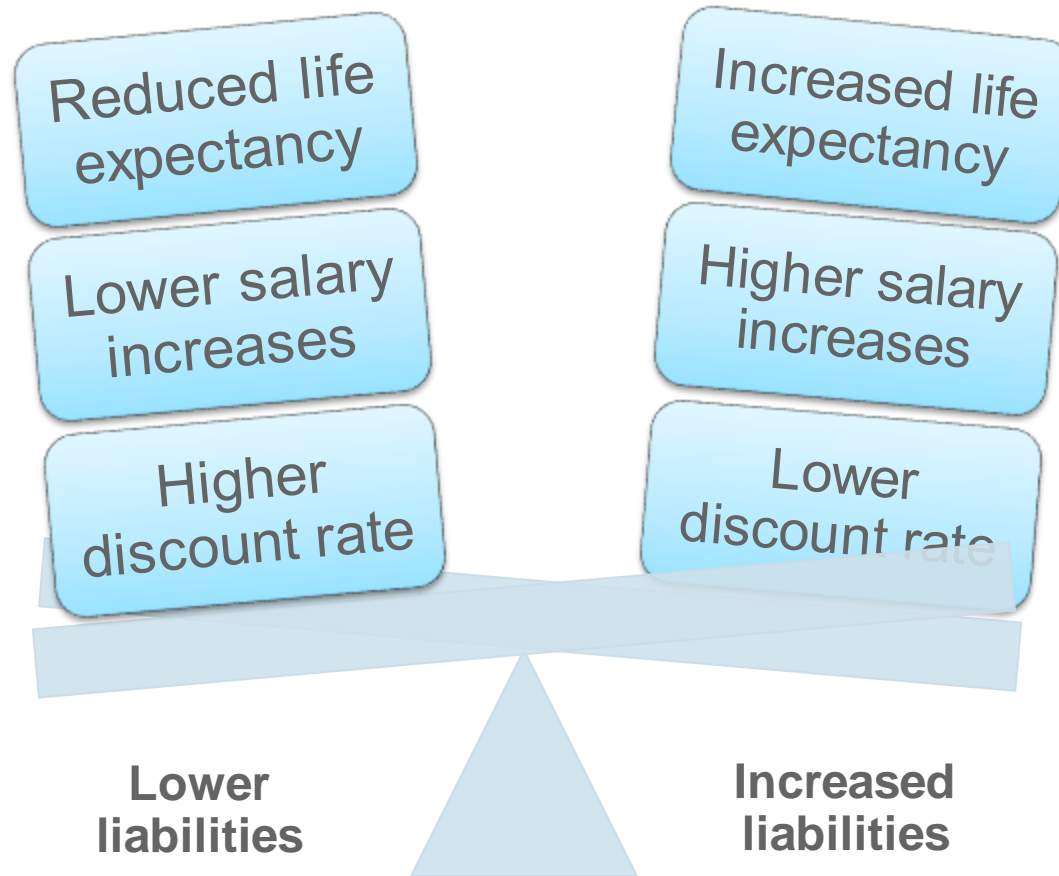 Reduced life
expectancy
Lower salary
increases
Higher
discount rate
Increased life
expectancy
Higher salary
increases
Lower
discount rate
Lower
liabilities
Increased
liabilities